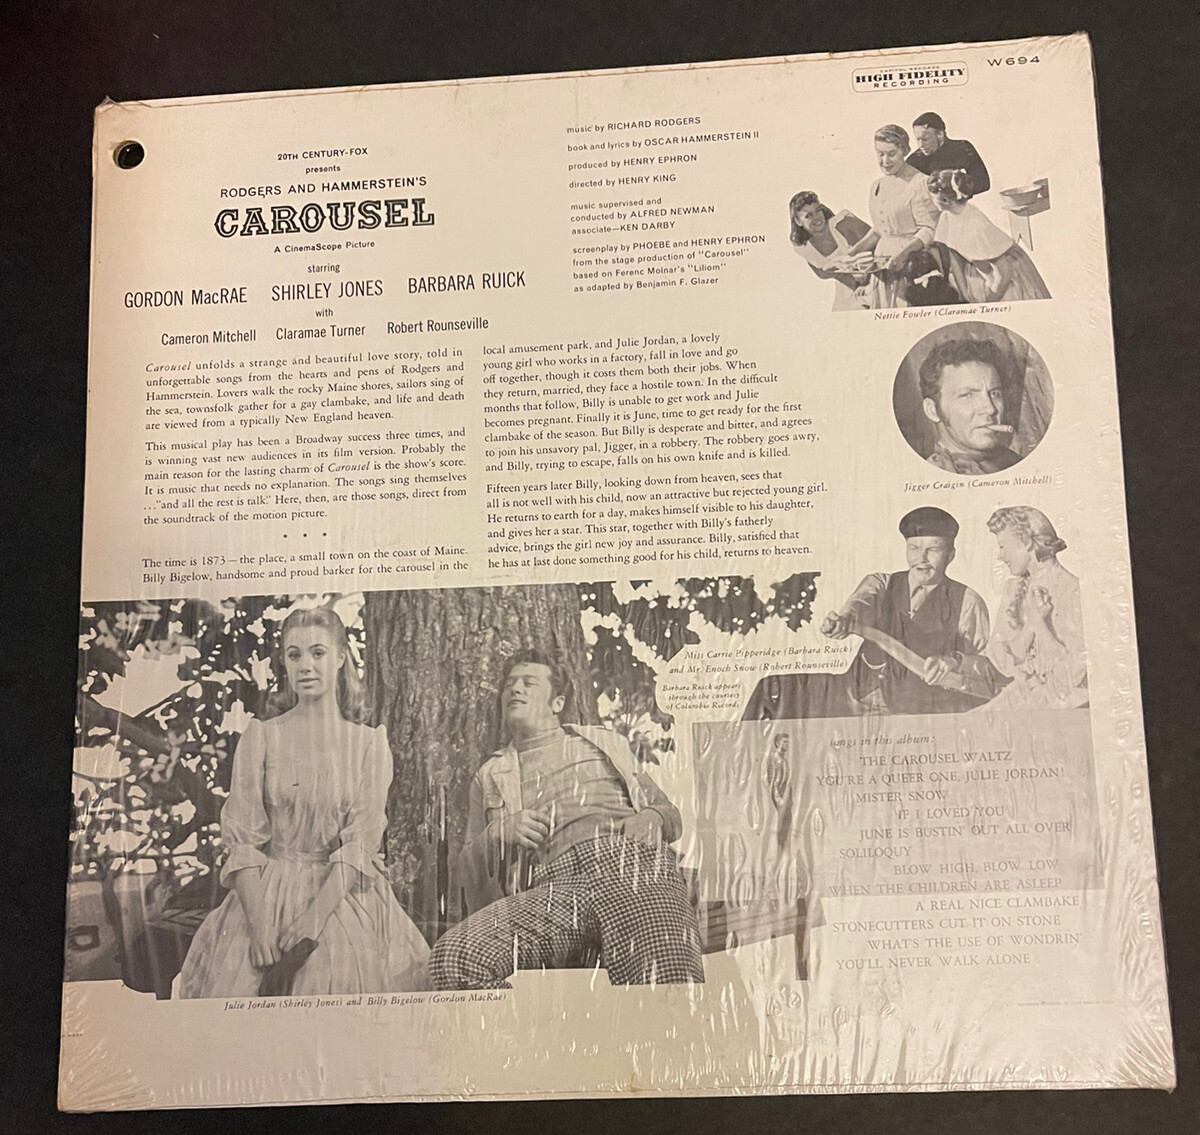 CAPITOL RECORDS
HIGH FIDELITY
RECORDING
W694
20TH CENTURY-FOX
presents
RODGERS AND HAMMERSTEIN'S
CAROUSEL
A CinemaScope Picture
starring
GORDON MacRAE SHIRLEY JONES BARBARA RUICK
with
Cameron Mitchell Claramae Turner Robert Rounseville
music by RICHARD RODGERS
book and lyrics by OSCAR HAMMERSTEIN II
produced by HENRY EPHRON
directed by HENRY KING
music supervised and
conducted by ALFRED NEWMAN
associate—KEN DARBY
screenplay by PHOEBE and HENRY EPHRON
from the stage production of "Carousel"
based on Ferenc Molnar's "Liliom"
as adapted by Benjamin F. Glazer
Carousel unfolds a strange and beautiful love story, told in
unforgettable songs from the hearts and pens of Rodgers and
Hammerstein. Lovers walk the rocky Maine shores, sailors sing of
the sea, townsfolk gather for a gay clambake, and life and death
are viewed from a typically New England heaven.
This musical play has been a Broadway success three times, and
is winning vast new audiences in its film version. Probably the
main reason for the lasting charm of Carousel is the show's score.
It is music that needs no explanation. The songs sing themselves
..."and all the rest is talk." Here, then, are those songs, direct from
the soundtrack of the motion picture.
• • •
The time is 1873 — the place, a small town on the coast of Maine.
Billy Bigelow, handsome and proud barker for the carousel in the
local amusement park, and Julie Jordan, a lovely
young girl who works in a factory, fall in love and go
off together, though it costs them both their jobs. When
they return, married, they face a hostile town. In the difficult
months that follow, Billy is unable to get work and Julie
becomes pregnant. Finally it is June, time to get ready for the first
clambake of the season. But Billy is desperate and bitter, and agrees
to join his unsavory pal, Jigger, in a robbery. The robbery goes awry,
and Billy, trying to escape, falls on his own knife and is killed.
Fifteen years later Billy, looking down from heaven, sees that
all is not well with his child, now an attractive but rejected young girl.
He returns to earth for a day, makes himself visible to his daughter,
and gives her a star. This star, together with Billy's fatherly
advice, brings the girl new joy and assurance. Billy, satisfied that
he has at last done something good for his child, returns to heaven.
Nettie Fowler (Claramae Turner)
Jigger Craigin (Cameron Mitchell)
Miss Carrie Pipperidge (Barbara Ruick)
and Mr. Enoch Snow (Robert Rounseville)
Barbara Ruick appears
through the courtesy
of Columbia Records
songs in this album:
THE CAROUSEL WALTZ
YOU'RE A QUEER ONE, JULIE JORDAN!
MISTER SNOW
IF I LOVED YOU
JUNE IS BUSTIN' OUT ALL OVER
SOLILOQUY
BLOW HIGH, BLOW LOW
WHEN THE CHILDREN ARE ASLEEP
A REAL NICE CLAMBAKE
STONECUTTERS CUT IT ON STONE
WHAT'S THE USE OF WONDRIN'
YOU'LL NEVER WALK ALONE
Julie Jordan (Shirley Jones) and Billy Bigelow (Gordon MacRae)